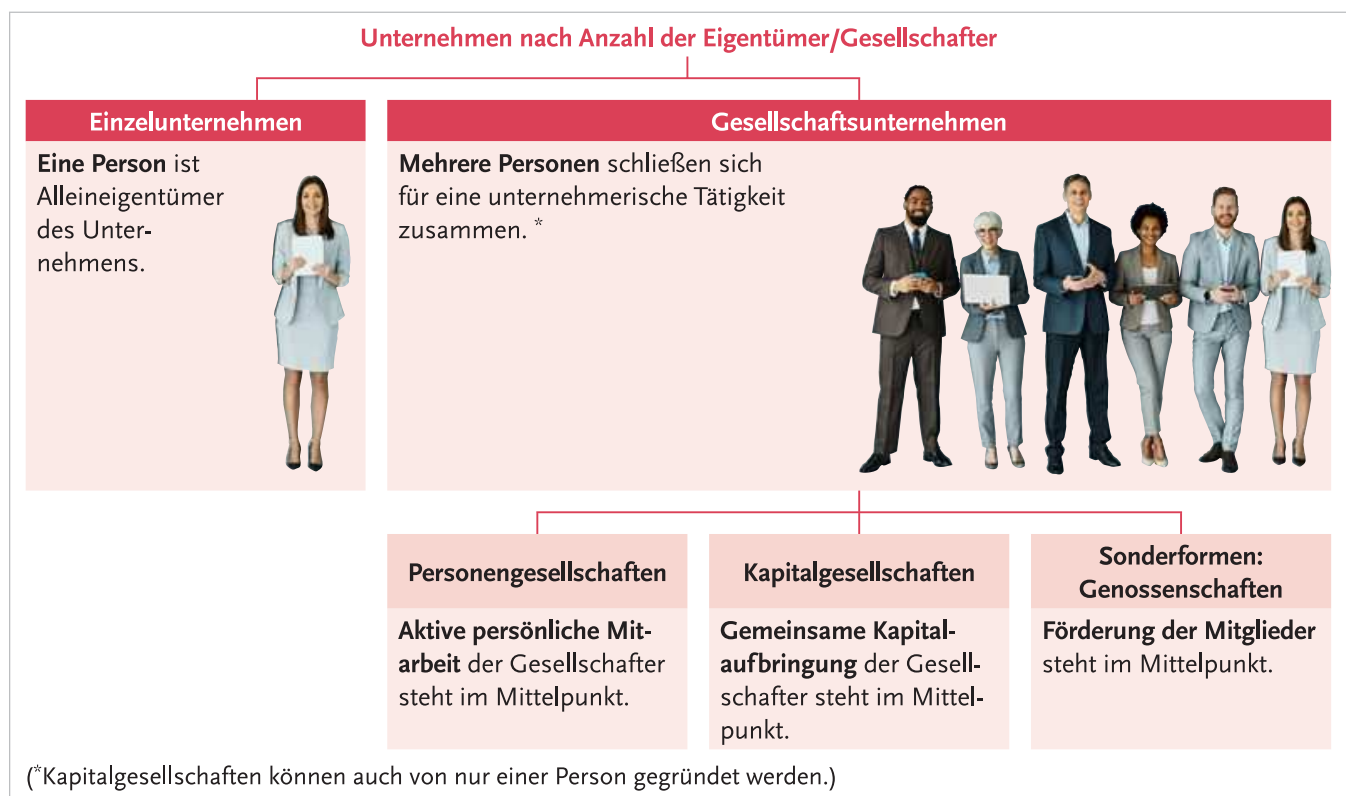 Unternehmen nach Anzahl der Eigentümer/Gesellschafter
Einzelunternehmen
Eine Person ist
Alleineigentümer
des Unter-
nehmens.
Gesellschaftsunternehmen
Mehrere Personen schließen sich
für eine unternehmerische Tätigkeit
zusammen. *
Personengesellschaften
Aktive persönliche Mit-
arbeit der Gesellschafter
steht im Mittelpunkt.
Kapitalgesellschaften
Gemeinsame Kapital-
aufbringung der Gesell-
schafter steht im Mittel-
punkt.
Sonderformen:
Genossenschaften
Förderung der Mitglieder
steht im Mittelpunkt.
(*Kapitalgesellschaften können auch von nur einer Person gegründet werden.)